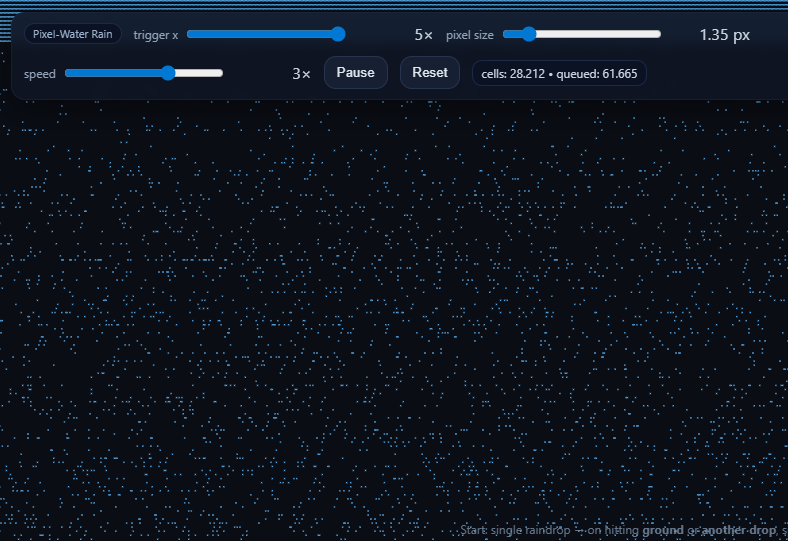 Pixel-Water Rain trigger x 5× pixel size 1.35 px
speed 3× Pause Reset cells: 28.212 • queued: 61.665
Start: single raindrop — on hitting ground or another drop, s